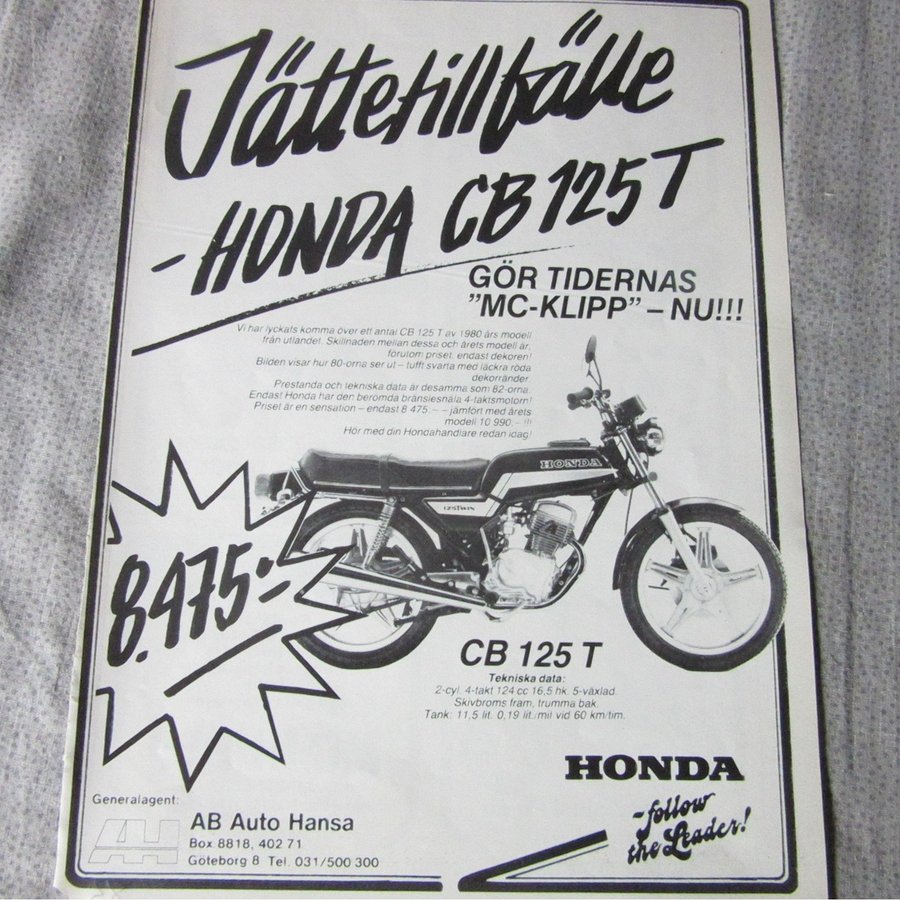 Jättetillfälle
- HONDA CB 125 T
GÖR TIDERNAS
"MC-KLIPP" – NU!!!
Vi har lyckats komma över ett antal CB 125 T av 1980 års modell
från utlandet. Skillnaden mellan dessa och årets modell är,
förutom priset, endast dekoren!
Bilden visar hur 80-orna ser ut – tufft svarta med läckra röda
dekorränder.
Prestanda och tekniska data är desamma som 82-orna.
Endast Honda har den berömda bränslesnåla 4-taktsmotorn!
Priset är en sensation – endast 8 475:- – jämfört med årets
modell 10 990:- !!!
Hör med din Hondahandlare redan idag!
HONDA
125TWIN
8.475:-
CB 125 T
Tekniska data:
2-cyl. 4-takt 124 cc 16,5 hk. 5-växlad.
Skivbroms fram, trumma bak.
Tank: 11,5 lit. 0,19 lit./mil vid 60 km/tim.
HONDA
-follow
the Leader!
Generalagent:
AH
AB Auto Hansa
Box 8818, 402 71
Göteborg 8 Tel. 031/500 300